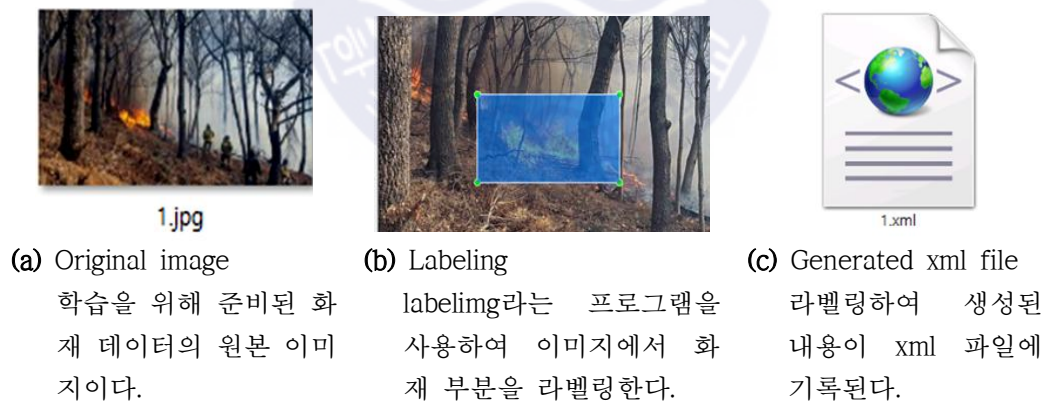 1.jpg
(a) Original image
학습을 위해 준비된 화
재 데이터의 원본 이미
지이다.
(b) Labeling
labelimg라는 프로그램을
사용하여 이미지에서 화
재 부분을 라벨링한다.
1.xml
(c) Generated xml file
라벨링하여 생성된
내용이 xml 파일에
기록된다.